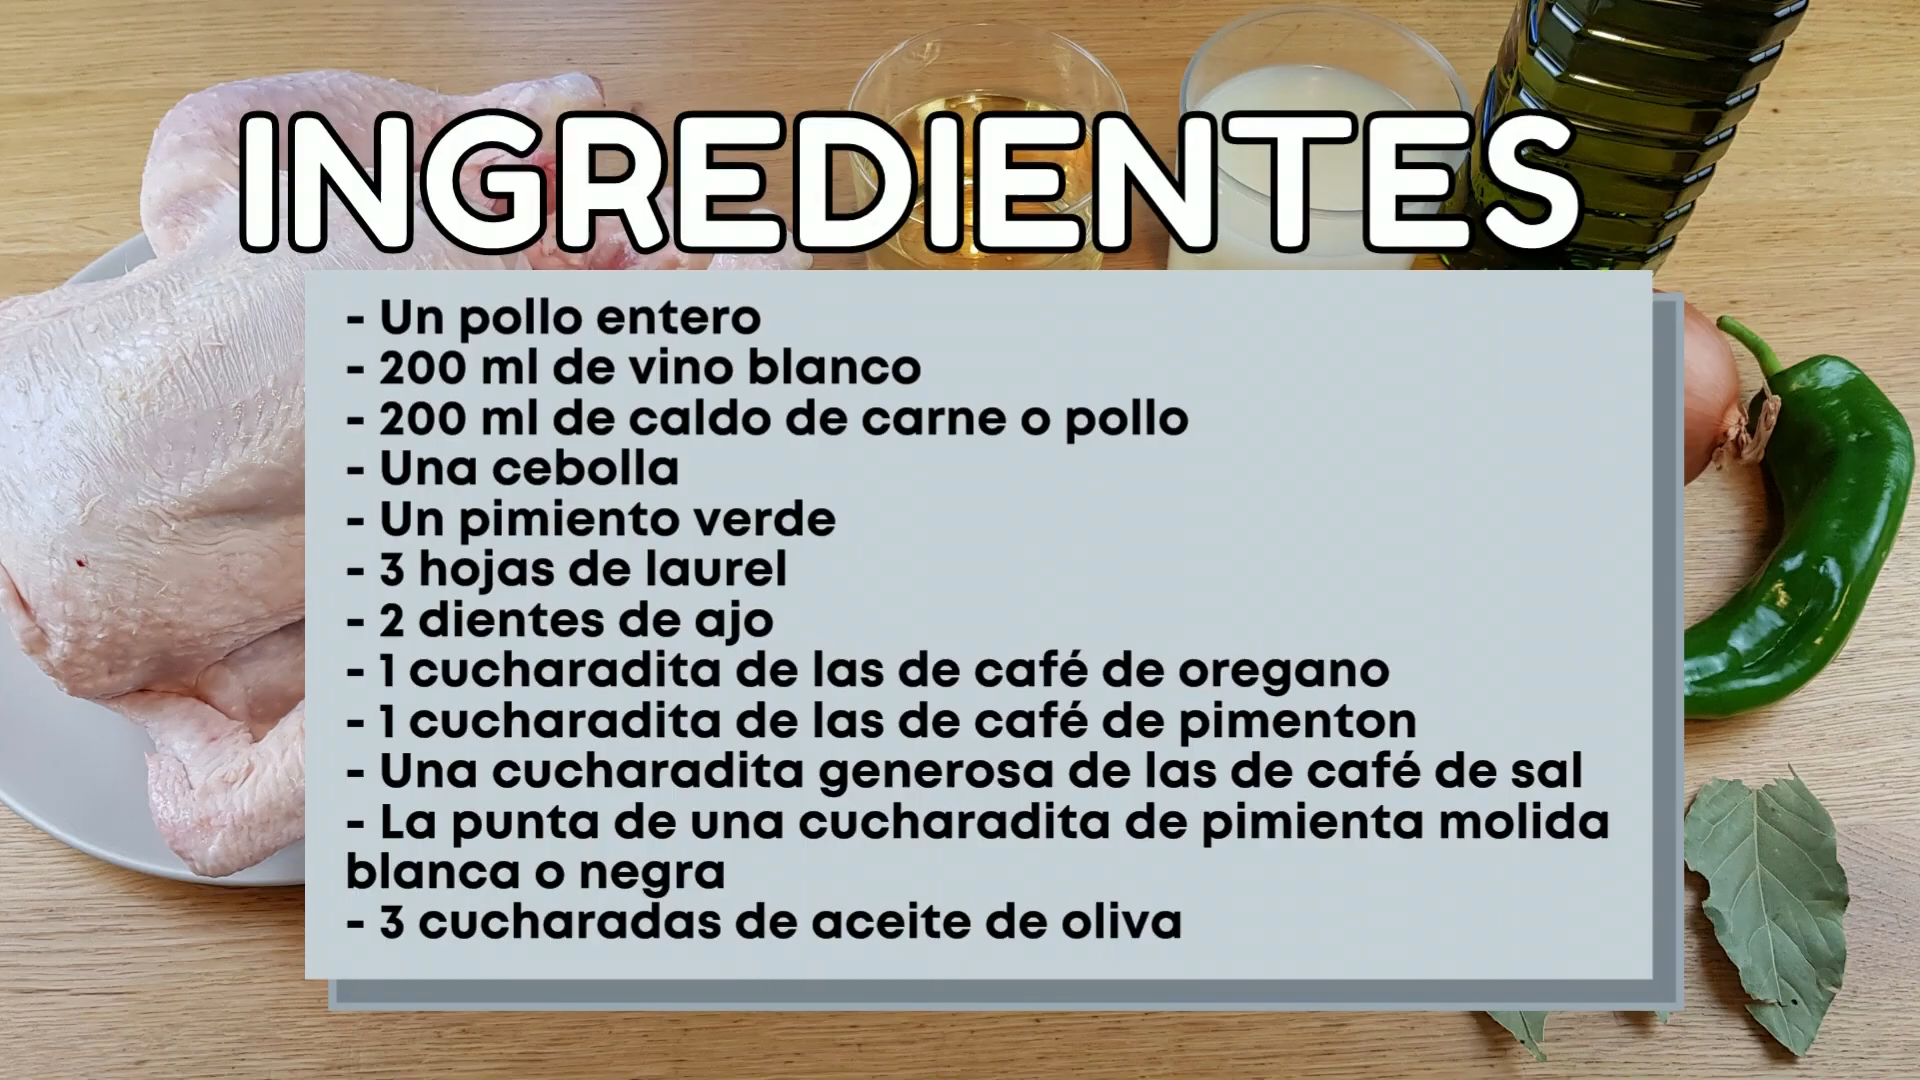 INGREDIENTES
- Un pollo entero
- 200 ml de vino blanco
- 200 ml de caldo de carne o pollo
- Una cebolla
- Un pimiento verde
- 3 hojas de laurel
- 2 dientes de ajo
- 1 cucharadita de las de café de oregano
- 1 cucharadita de las de café de pimenton
- Una cucharadita generosa de las de café de sal
- La punta de una cucharadita de pimienta molida
blanca o negra
- 3 cucharadas de aceite de oliva